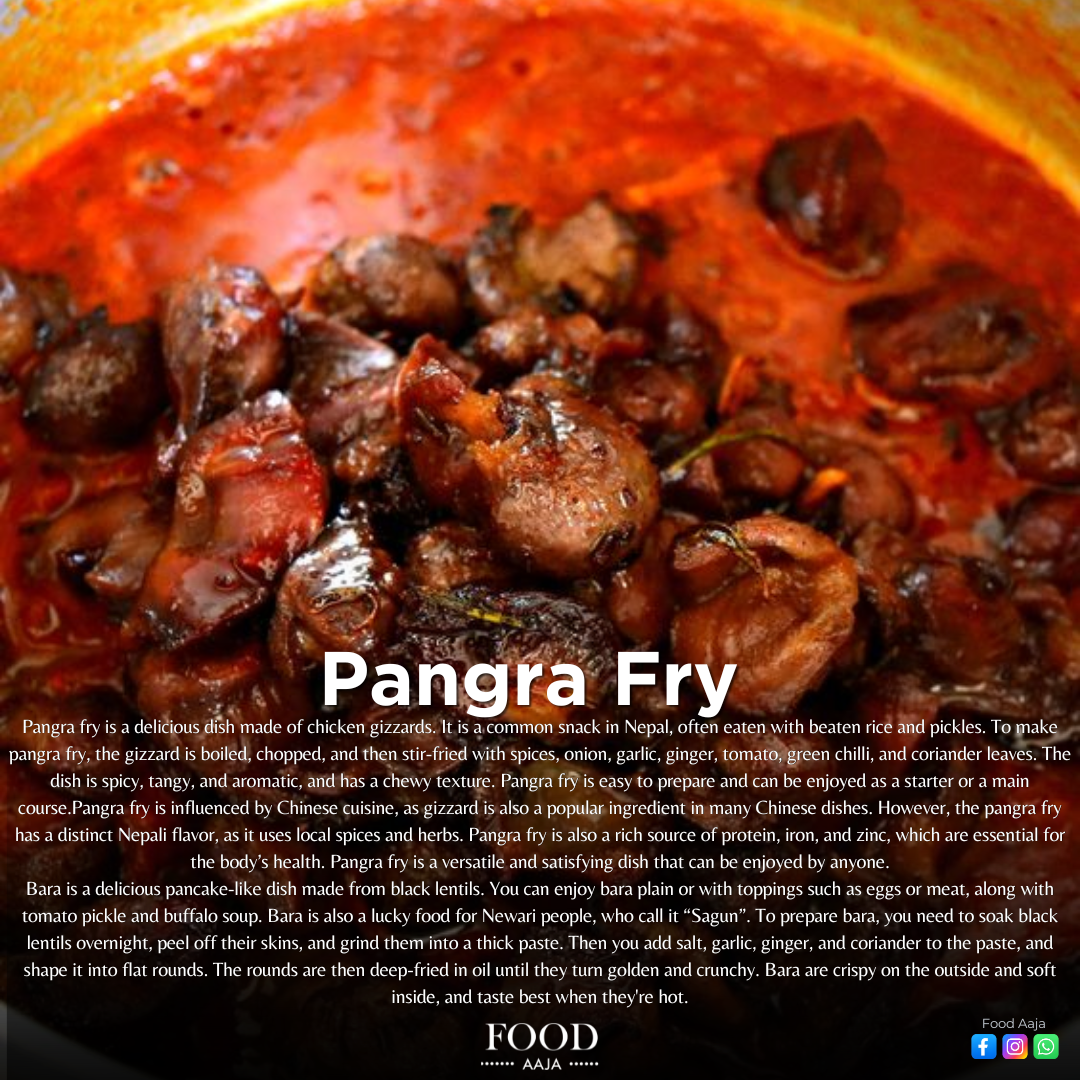 Pangra Fry
Pangra fry is a delicious dish made of chicken gizzards. It is a common snack in Nepal, often eaten with beaten rice and pickles. To make
pangra fry, the gizzard is boiled, chopped, and then stir-fried with spices, onion, garlic, ginger, tomato, green chilli, and coriander leaves. The
dish is spicy, tangy, and aromatic, and has a chewy texture. Pangra fry is easy to prepare and can be enjoyed as a starter or a main
course.Pangra fry is influenced by Chinese cuisine, as gizzard is also a popular ingredient in many Chinese dishes. However, the pangra fry
has a distinct Nepali flavor, as it uses local spices and herbs. Pangra fry is also a rich source of protein, iron, and zinc, which are essential for
the body's health. Pangra fry is a versatile and satisfying dish that can be enjoyed by anyone.
Bara is a delicious pancake-like dish made from black lentils. You can enjoy bara plain or with toppings such as eggs or meat, along with
tomato pickle and buffalo soup. Bara is also a lucky food for Newari people, who call it “Sagun”. To prepare bara, you need to soak black
lentils overnight, peel off their skins, and grind them into a thick paste. Then you add salt, garlic, ginger, and coriander to the paste, and
shape it into flat rounds. The rounds are then deep-fried in oil until they turn golden and crunchy. Bara are crispy on the outside and soft
inside, and taste best when they're hot.
FOOD
AAJA
Food Aaja